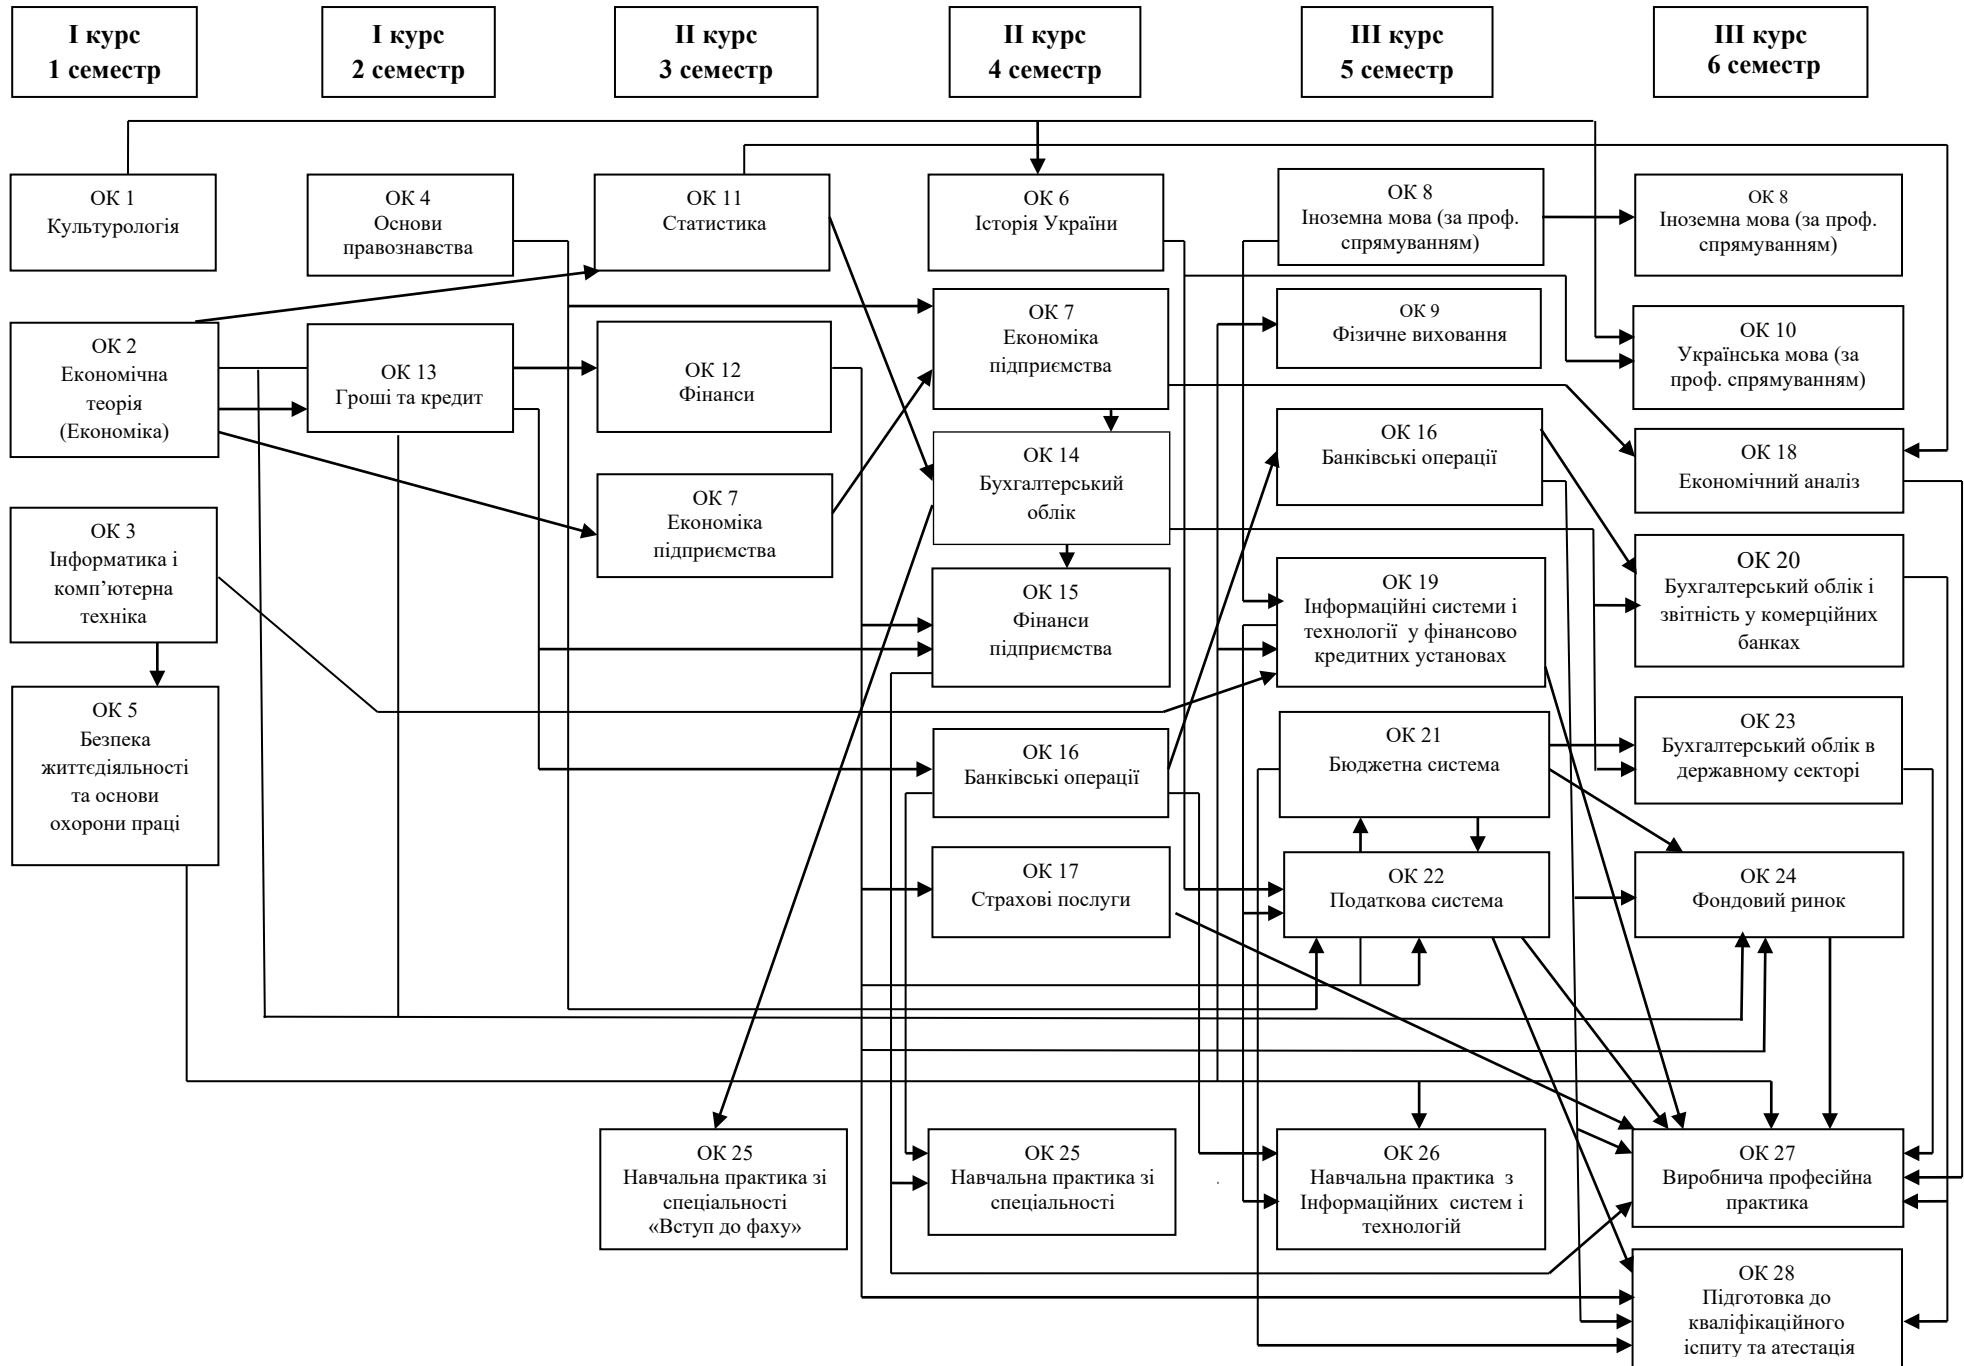 І курс
1 семестр
І курс
2 семестр
ІІ курс
3 семестр
ІІ курс
4 семестр
ІІІ курс
5 семестр
ІІІ курс
6 семестр
ОК 1
Культурологія
ОК 4
Основи
правознавства
ОК 11
Статистика
ОК 6
Історія України
ОК 8
Іноземна мова (за проф.
спрямуванням)
ОК 8
Іноземна мова (за проф.
спрямуванням)
ОК 2
Економічна
теорія
(Економіка)
ОК 13
Гроші та кредит
ОК 12
Фінанси
ОК 7
Економіка
підприємства
ОК 9
Фізичне виховання
ОК 10
Українська мова (за
проф. спрямуванням)
ОК 3
Інформатика і
комп’ютерна
техніка
ОК 7
Економіка
підприємства
ОК 14
Бухгалтерський
облік
ОК 16
Банківські операції
ОК 18
Економічний аналіз
ОК 15
Фінанси
підприємства
ОК 19
Інформаційні системи і
технології у фінансово
кредитних установах
ОК 20
Бухгалтерський облік і
звітність у комерційних
банках
ОК 5
Безпека
життєдіяльності
та основи
охорони праці
ОК 16
Банківські операції
ОК 21
Бюджетна система
ОК 23
Бухгалтерський облік в
державному секторі
ОК 17
Страхові послуги
ОК 22
Податкова система
ОК 24
Фондовий ринок
ОК 25
Навчальна практика зі
спеціальності
«Вступ до фаху»
ОК 25
Навчальна практика зі
спеціальності
ОК 26
Навчальна практика з
Інформаційних систем і
технологій
ОК 27
Виробнича професійна
практика
ОК 28
Підготовка до
кваліфікаційного
іспиту та атестація